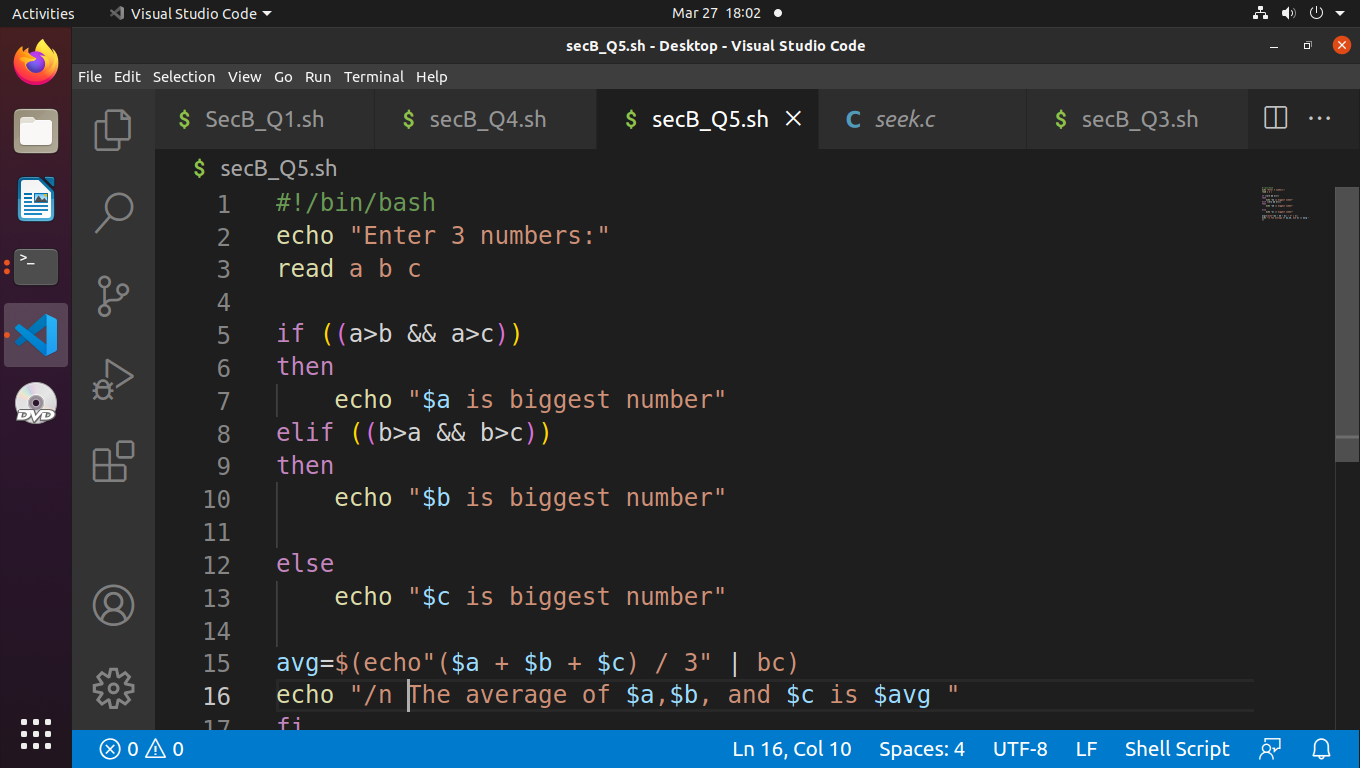 Activities Visual Studio Code Mar 27 18:02
secB_Q5.sh - Desktop - Visual Studio Code
File Edit Selection View Go Run Terminal Help
$ SecB_Q1.sh $ secB_Q4.sh $ secB_Q5.sh C seek.c $ secB_Q3.sh
$ secB_Q5.sh
1 #!/bin/bash
2 echo "Enter 3 numbers:"
3 read a b c
4
5 if ((a>b && a>c))
6 then
7 echo "$a is biggest number"
8 elif ((b>a && b>c))
9 then
10 echo "$b is biggest number"
11
12 else
13 echo "$c is biggest number"
14
15 avg=$(echo"($a + $b + $c) / 3" | bc)
16 echo "/n The average of $a,$b, and $c is $avg "
17 fi
>_
DVD
0 0 Ln 16, Col 10 Spaces: 4 UTF-8 LF Shell Script